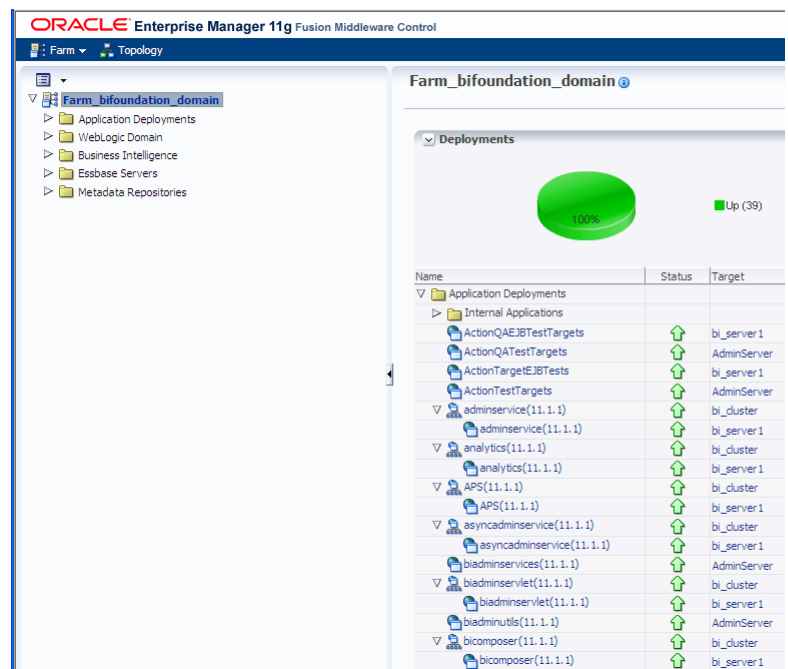 ORACLE Enterprise Manager 11g Fusion Middleware Control
Farm Topology
Farm_bifoundation_domain
Application Deployments
WebLogic Domain
Business Intelligence
Essbase Servers
Metadata Repositories
Farm_bifoundation_domain
Deployments
100%
Up (39)
Name Status Target
Application Deployments
Internal Applications
ActionQAEJBTestTargets bi_server1
ActionQATestTargets AdminServer
ActionTargetEJBTests bi_server1
ActionTestTargets AdminServer
adminservice(11.1.1) bi_cluster
adminservice(11.1.1) bi_server1
analytics(11.1.1) bi_cluster
analytics(11.1.1) bi_server1
APS(11.1.1) bi_cluster
APS(11.1.1) bi_server1
asyncadminservice(11.1.1) bi_cluster
asyncadminservice(11.1.1) bi_server1
biadminservices(11.1.1) AdminServer
biadminservlet(11.1.1) bi_cluster
biadminservlet(11.1.1) bi_server1
biadminutils(11.1.1) AdminServer
bicomposer(11.1.1) bi_cluster
bicomposer(11.1.1) bi_server1